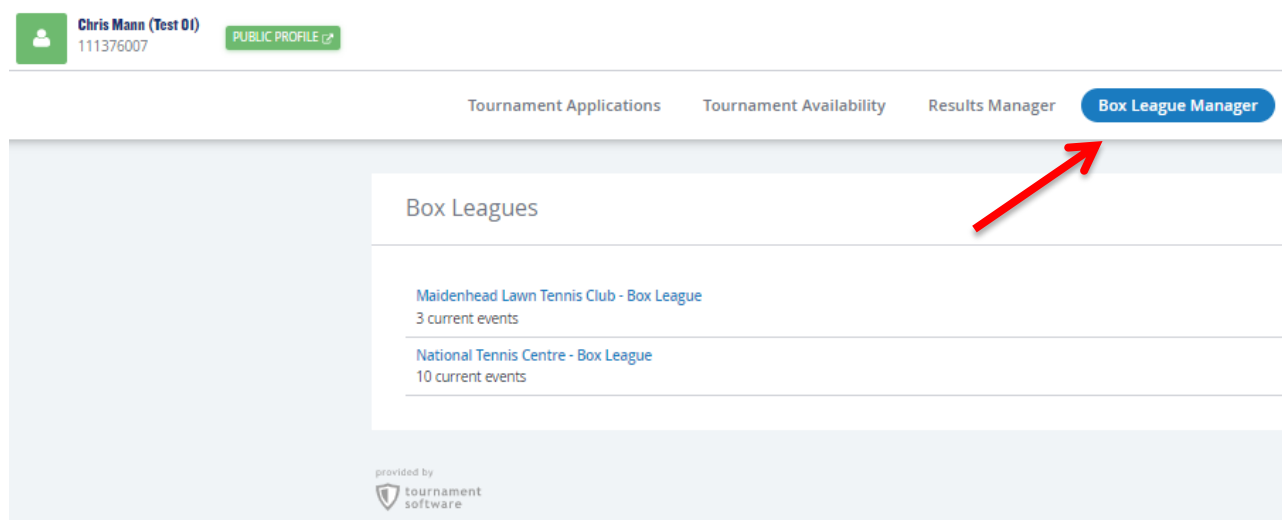 Chris Mann (Test 01)
111376007
PUBLIC PROFILE
Tournament Applications Tournament Availability Results Manager Box League Manager
Box Leagues
Maidenhead Lawn Tennis Club - Box League
3 current events
National Tennis Centre - Box League
10 current events
provided by
tournament
software